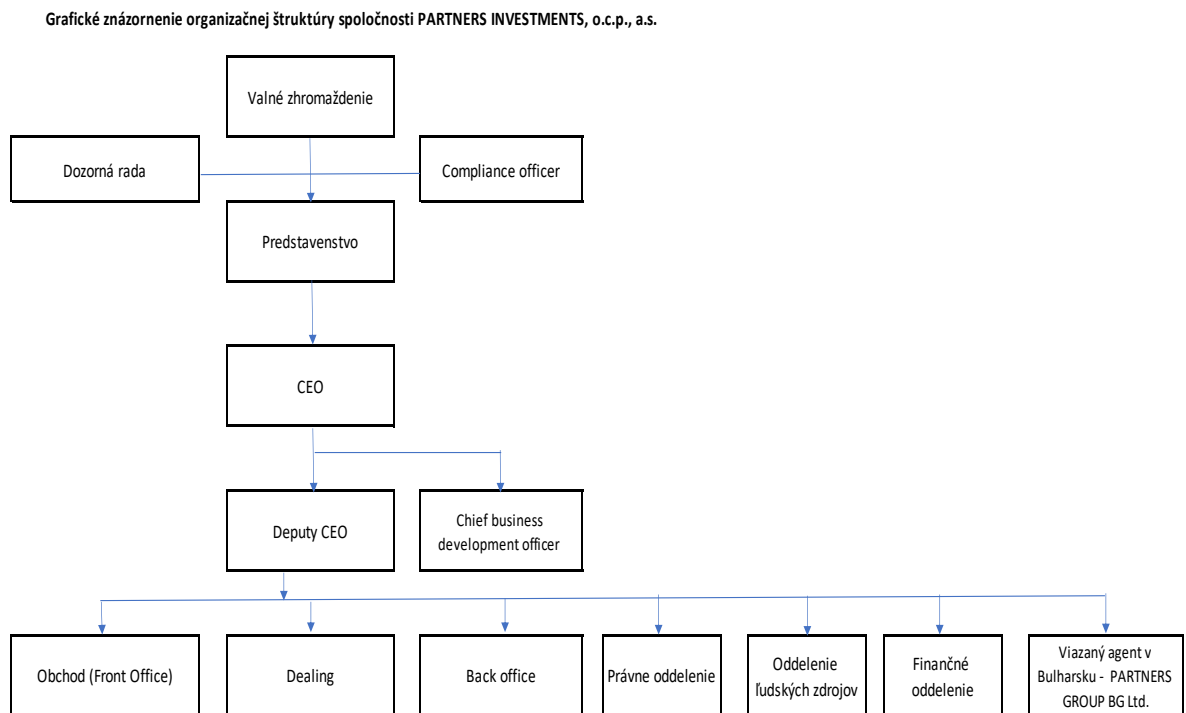 Grafické znázornenie organizačnej štruktúry spoločnosti PARTNERS INVESTMENTS, o.c.p., a.s.
Valné zhromaždenie
Dozorná rada
Compliance officer
Predstavenstvo
CEO
Deputy CEO
Chief business
development officer
Obchod (Front Office)
Dealing
Back office
Právne oddelenie
Oddelenie
ľudských zdrojov
Finančné
oddelenie
Viazaný agent v
Bulharsku - PARTNERS
GROUP BG Ltd.